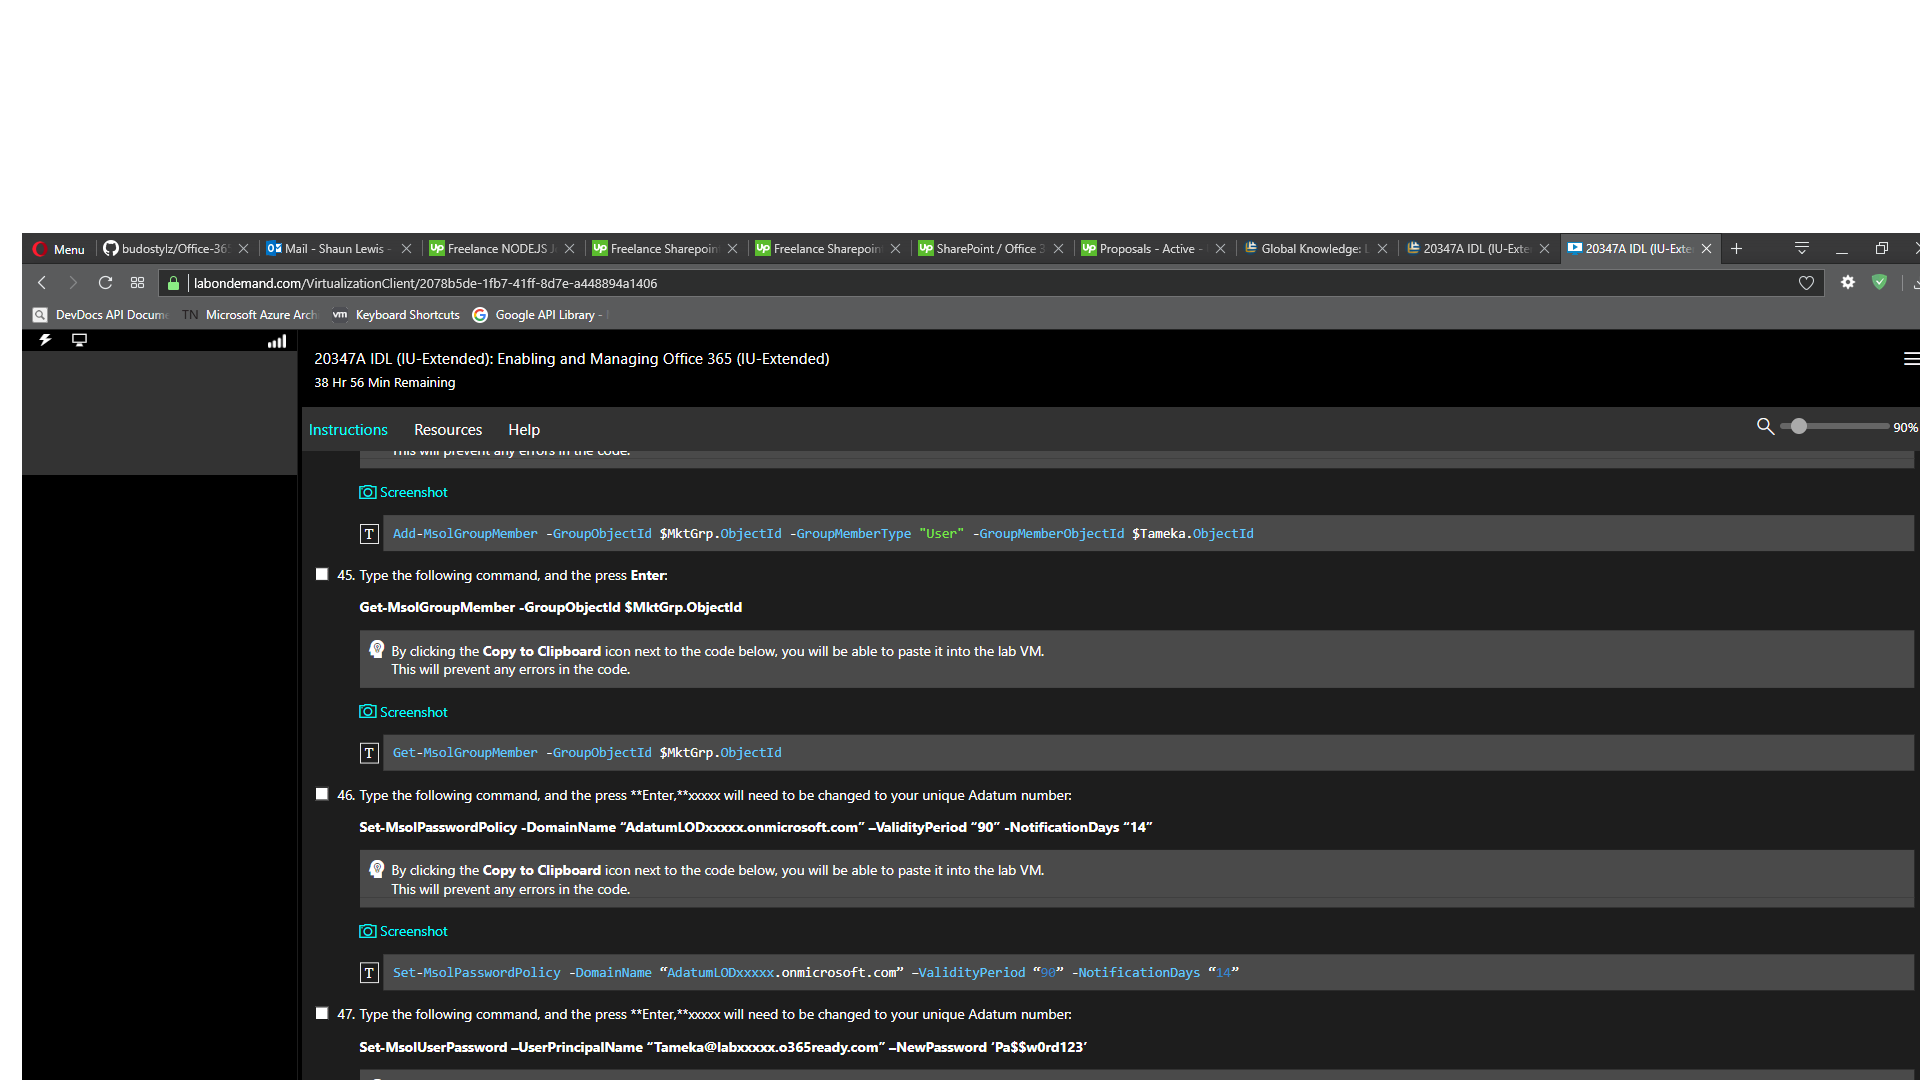 Menu
budostylz/Office-365
Mail - Shaun Lewis -
Freelance NODEJS J
Freelance Sharepoin
Freelance Sharepoint
SharePoint / Office 3
Proposals - Active -
Global Knowledge: L
20347A IDL (IU-Exte
20347A IDL (IU-Exte
labondemand.com/VirtualizationClient/2078b5de-1fb7-41ff-8d7e-a448894a1406
DevDocs API Docum
TN Microsoft Azure Arch
vm Keyboard Shortcuts
Google API Library -
20347A IDL (IU-Extended): Enabling and Managing Office 365 (IU-Extended)
38 Hr 56 Min Remaining
Instructions Resources Help
90%
This will prevent any errors in the code.
Screenshot
T Add-MsolGroupMember -GroupObjectId $MktGrp.ObjectId -GroupMemberType "User" -GroupMemberObjectId $Tameka.ObjectId
45. Type the following command, and the press Enter:
Get-MsolGroupMember -GroupObjectId $MktGrp.ObjectId
By clicking the Copy to Clipboard icon next to the code below, you will be able to paste it into the lab VM.
This will prevent any errors in the code.
Screenshot
T Get-MsolGroupMember -GroupObjectId $MktGrp.ObjectId
46. Type the following command, and the press **Enter,**xxxxx will need to be changed to your unique Adatum number:
Set-MsolPasswordPolicy -DomainName “AdatumLODxxxxx.onmicrosoft.com” –ValidityPeriod “90” -NotificationDays “14”
By clicking the Copy to Clipboard icon next to the code below, you will be able to paste it into the lab VM.
This will prevent any errors in the code.
Screenshot
T Set-MsolPasswordPolicy -DomainName “AdatumLODxxxxx.onmicrosoft.com” –ValidityPeriod “90” -NotificationDays “14”
47. Type the following command, and the press **Enter,**xxxxx will need to be changed to your unique Adatum number:
Set-MsolUserPassword –UserPrincipalName “Tameka@labxxxxx.o365ready.com” –NewPassword ‘Pa$$w0rd123’